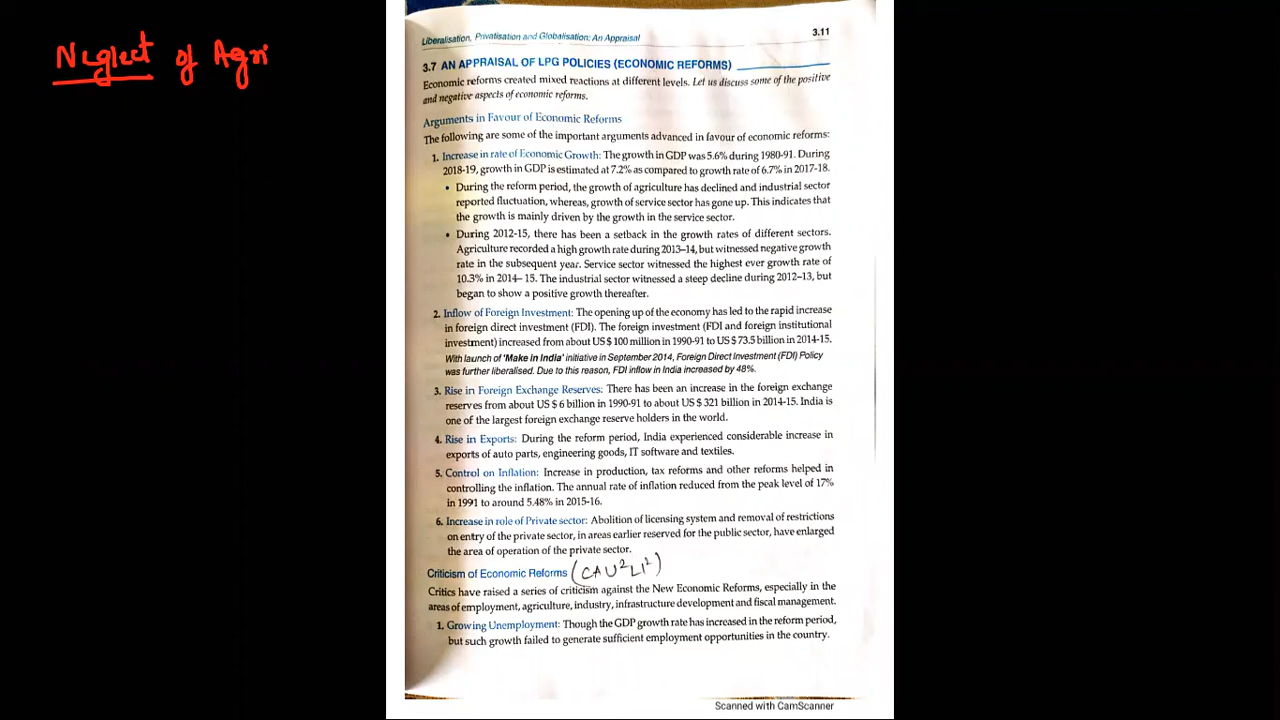 Neglect of Agri
Liberalisation, Privatisation and Globalisation: An Appraisal
3.11
3.7 AN APPRAISAL OF LPG POLICIES (ECONOMIC REFORMS)
Economic reforms created mixed reactions at different levels. Let us discuss some of the positive
and negative aspects of economic reforms.
Arguments in Favour of Economic Reforms
The following are some of the important arguments advanced in favour of economic reforms:
1. Increase in rate of Economic Growth: The growth in GDP was 5.6% during 1980-91. During
2018-19, growth in GDP is estimated at 7.2% as compared to growth rate of 6.7% in 2017-18.
• During the reform period, the growth of agriculture has declined and industrial sector
reported fluctuation, whereas, growth of service sector has gone up. This indicates that
the growth is mainly driven by the growth in the service sector.
• During 2012-15, there has been a setback in the growth rates of different sectors.
Agriculture recorded a high growth rate during 2013–14, but witnessed negative growth
rate in the subsequent year. Service sector witnessed the highest ever growth rate of
10.3% in 2014– 15. The industrial sector witnessed a steep decline during 2012–13, but
began to show a positive growth thereafter.
2. Inflow of Foreign Investment: The opening up of the economy has led to the rapid increase
in foreign direct investment (FDI). The foreign investment (FDI and foreign institutional
investment) increased from about US $ 100 million in 1990-91 to US $ 73.5 billion in 2014-15.
With launch of 'Make in India' initiative in September 2014, Foreign Direct Investment (FDI) Policy
was further liberalised. Due to this reason, FDI inflow in India increased by 48%.
3. Rise in Foreign Exchange Reserves: There has been an increase in the foreign exchange
reserves from about US $ 6 billion in 1990-91 to about US $ 321 billion in 2014-15. India is
one of the largest foreign exchange reserve holders in the world.
4. Rise in Exports: During the reform period, India experienced considerable increase in
exports of auto parts, engineering goods, IT software and textiles.
5. Control on Inflation: Increase in production, tax reforms and other reforms helped in
controlling the inflation. The annual rate of inflation reduced from the peak level of 17%
in 1991 to around 5.48% in 2015-16.
6. Increase in role of Private sector: Abolition of licensing system and removal of restrictions
on entry of the private sector, in areas earlier reserved for the public sector, have enlarged
the area of operation of the private sector.
Criticism of Economic Reforms (CAU²LI²)
Critics have raised a series of criticism against the New Economic Reforms, especially in the
areas of employment, agriculture, industry, infrastructure development and fiscal management.
1. Growing Unemployment: Though the GDP growth rate has increased in the reform period,
but such growth failed to generate sufficient employment opportunities in the country.
Scanned with CamScanner